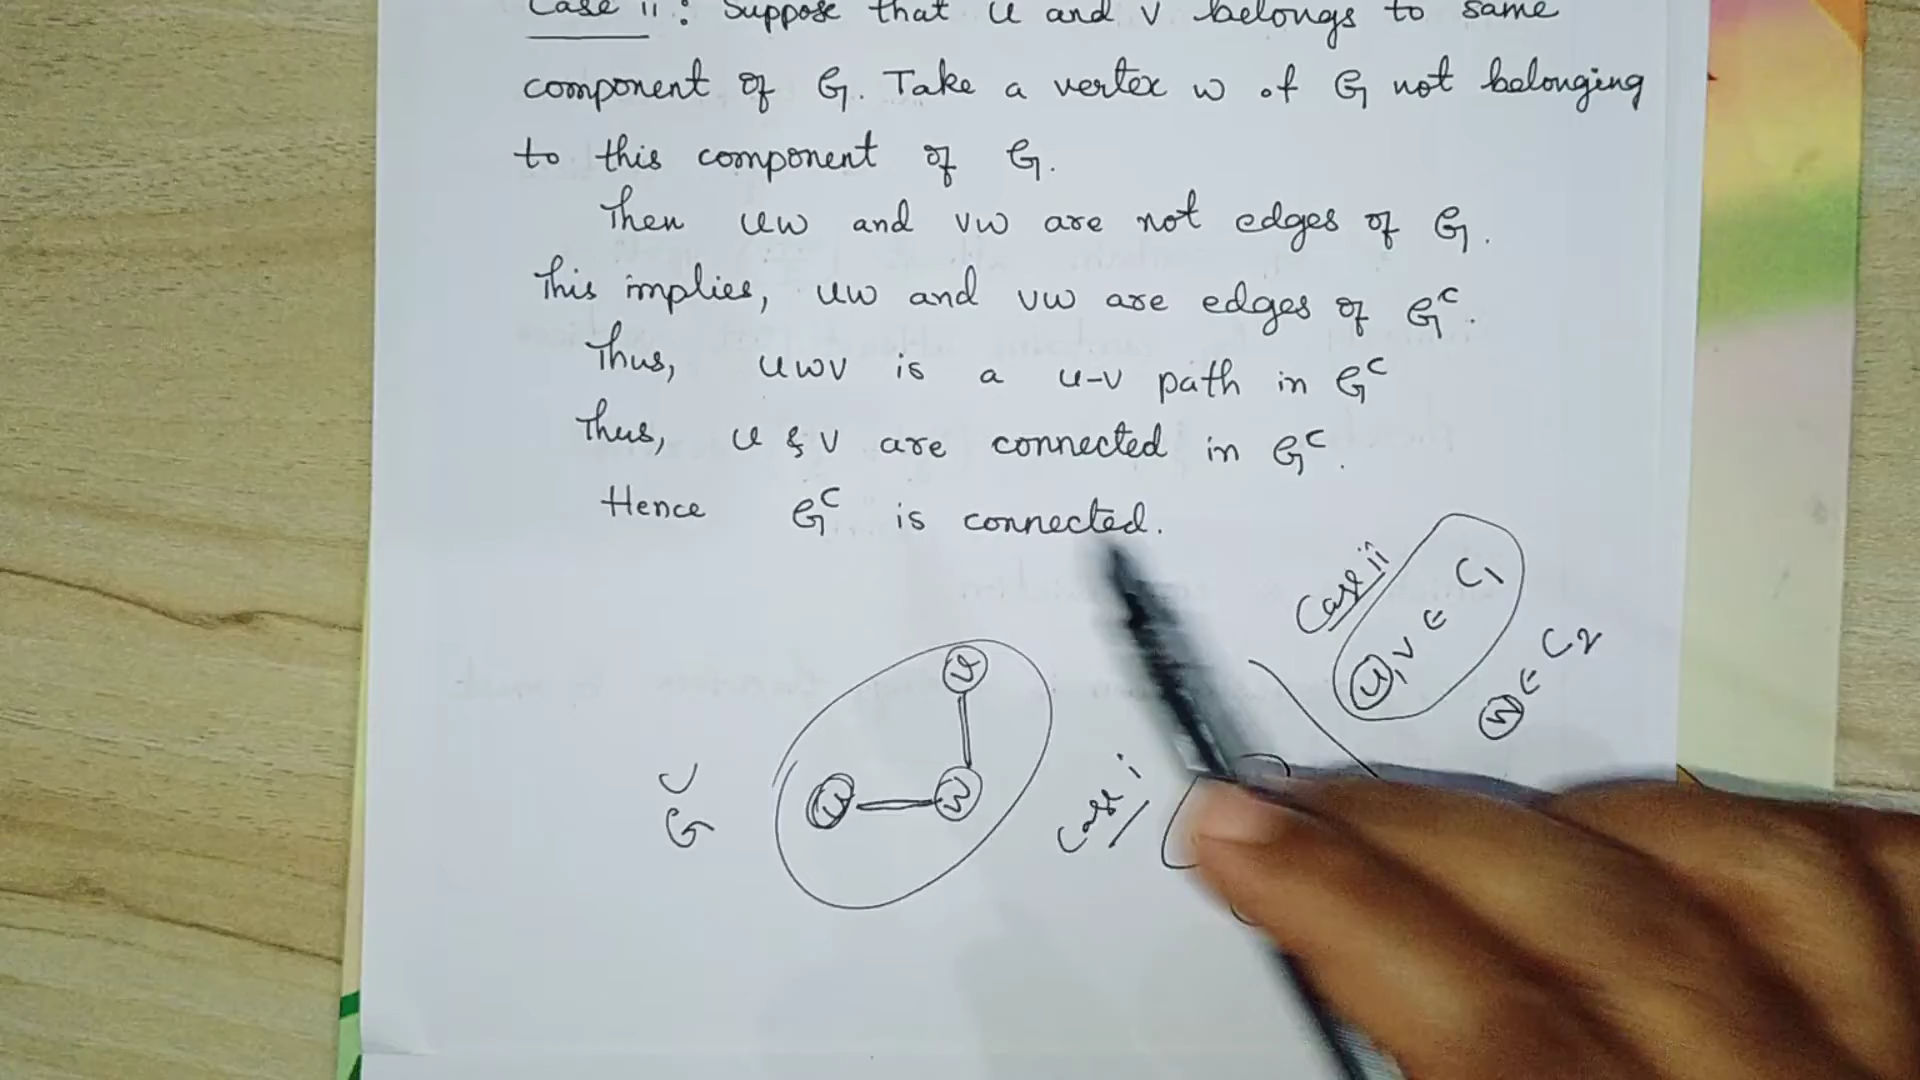 Case ii : Suppose that u and v belongs to same
component of G. Take a vertex w of G not belonging
to this component of G.
Then uw and vw are not edges of G.
This implies, uw and vw are edges of G^c.
Thus, uwv is a u-v path in G^c
Thus, u & v are connected in G^c.
Hence G^c is connected.
Case ii
u, v ∈ C1
w ∈ C2
v
u
w
G^c
Case i